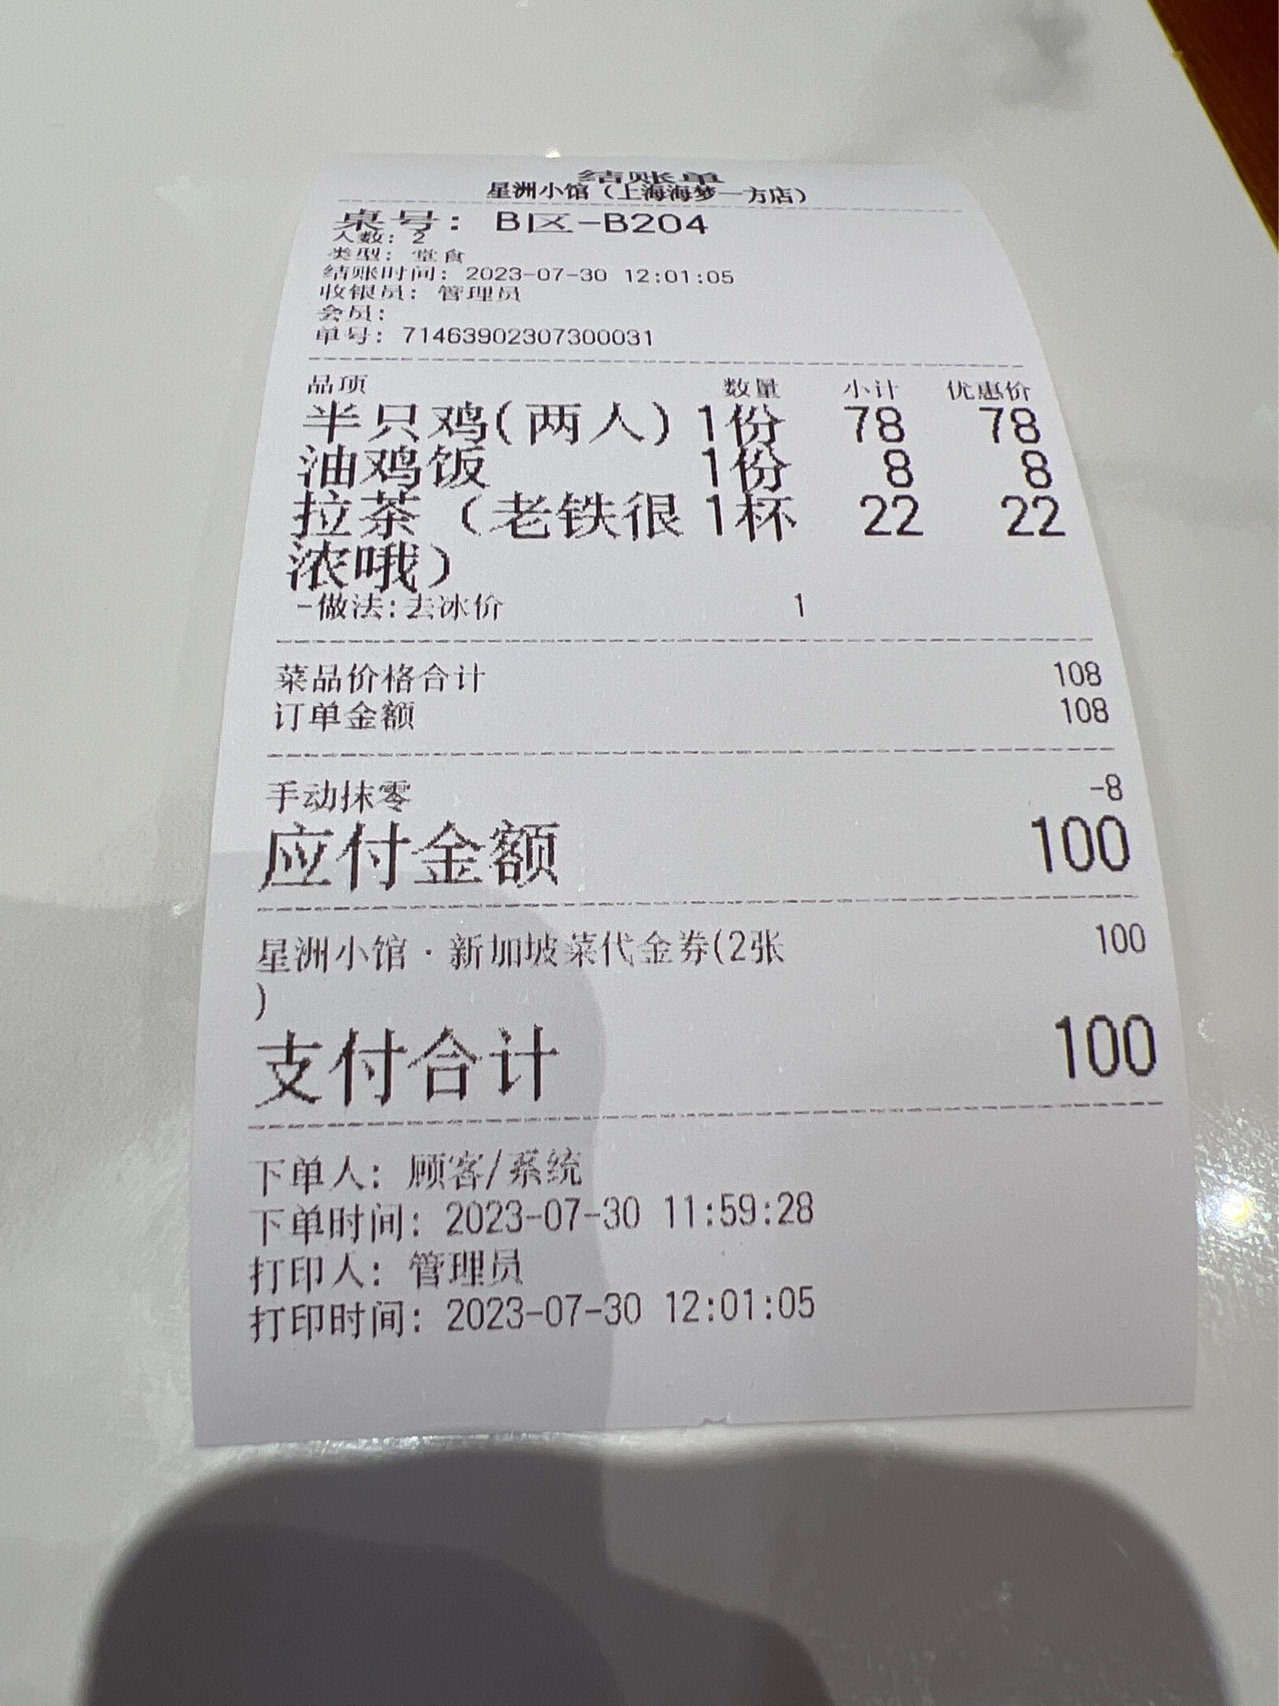 结账单
星洲小馆（上海海梦一方店）
桌号: B区-B204
人数: 2
类型: 堂食
结账时间: 2023-07-30 12:01:05
收银员: 管理员
会员:
单号: 714639023073000​31
品项 数量 小计 优惠价
半只鸡(两人) 1份 78 78
油鸡饭 1份 8 8
拉茶（老铁很 1杯 22 22
浓哦）
-做法:去冰价 1
菜品价格合计 108
订单金额 108
手动抹零 -8
应付金额 100
星洲小馆·新加坡菜代金券(2张 100
)
支付合计 100
下单人: 顾客/系统
下单时间: 2023-07-30 11:59:28
打印人: 管理员
打印时间: 2023-07-30 12:01:05